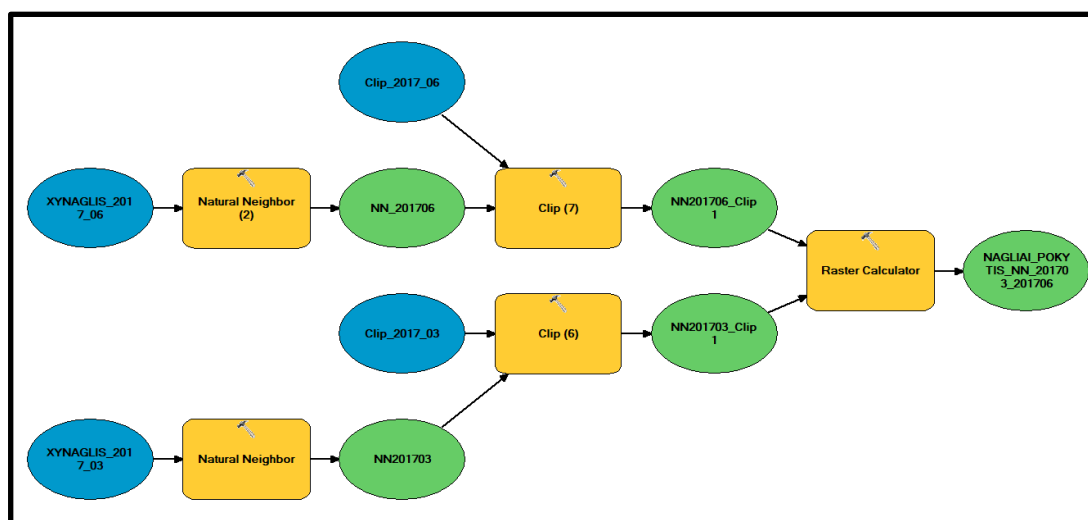 Clip_2017_06
XYNAGLIS_201
7_06
Natural Neighbor
(2)
NN_201706
Clip (7)
NN201706_Clip
1
Raster Calculator
NAGLIAI_POKY
TIS_NN_20170
3_201706
Clip_2017_03
Clip (6)
NN201703_Clip
1
XYNAGLIS_201
7_03
Natural Neighbor
NN201703